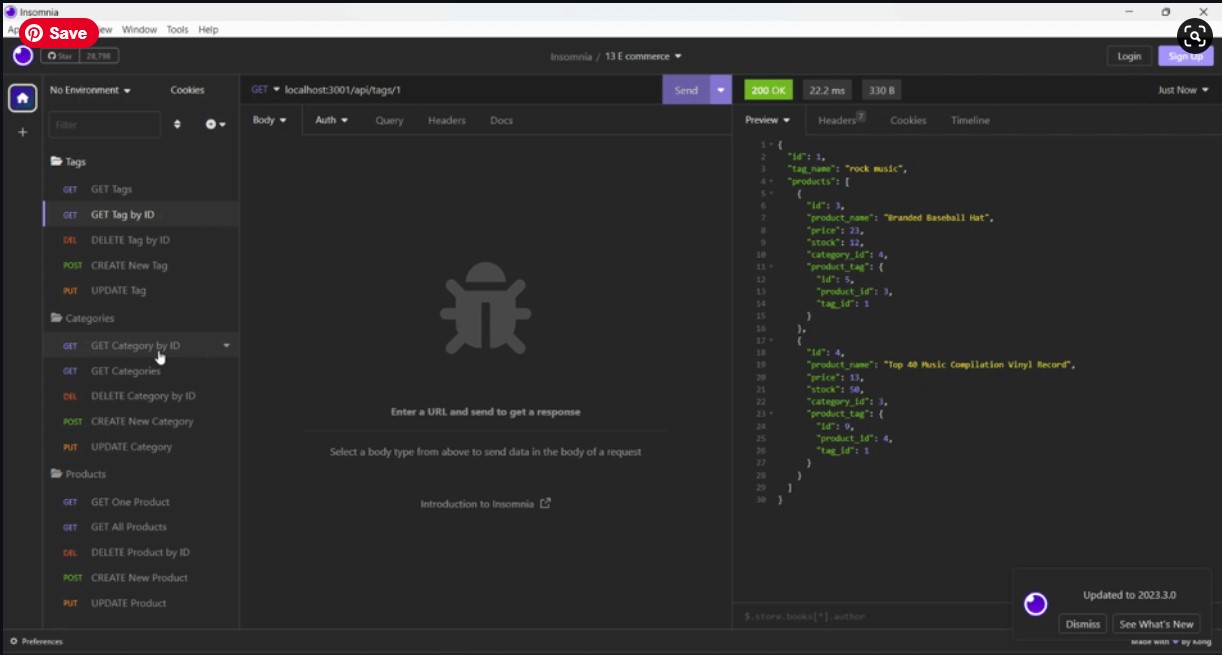 Insomnia
Save
Window Tools Help
Star 28,798
Insomnia / 13 E commerce
Login
Sign Up
No Environment
Cookies
GET localhost:3001/api/tags/1
Send
200 OK
22.2 ms
330 B
Just Now
Filter
Body
Auth
Query
Headers
Docs
Preview
Headers 7
Cookies
Timeline
Tags
GET GET Tags
GET GET Tag by ID
DEL DELETE Tag by ID
POST CREATE New Tag
PUT UPDATE Tag
Categories
GET GET Category by ID
GET GET Categories
DEL DELETE Category by ID
POST CREATE New Category
PUT UPDATE Category
Products
GET GET One Product
GET GET All Products
DEL DELETE Product by ID
POST CREATE New Product
PUT UPDATE Product
Enter a URL and send to get a response
Select a body type from above to send data in the body of a request
Introduction to Insomnia
1 {
2 "id": 1,
3 "tag_name": "rock music",
4 "products": [
5 {
6 "id": 3,
7 "product_name": "Branded Baseball Hat",
8 "price": 23,
9 "stock": 12,
10 "category_id": 4,
11 "product_tag": {
12 "id": 5,
13 "product_id": 3,
14 "tag_id": 1
15 }
16 },
17 {
18 "id": 4,
19 "product_name": "Top 40 Music Compilation Vinyl Record",
20 "price": 13,
21 "stock": 50,
22 "category_id": 3,
23 "product_tag": {
24 "id": 9,
25 "product_id": 4,
26 "tag_id": 1
27 }
28 }
29 ]
30 }
$.store.books[*].author
Updated to 2023.3.0
Dismiss
See What's New
Preferences
Made with ♥ by Kong